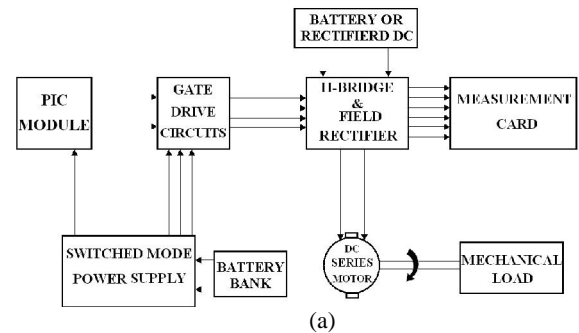 BATTERY OR
RECTIFIERD DC
PIC
MODULE
GATE
DRIVE
CIRCUITS
H-BRIDGE
&
FIELD
RECTIFIER
MEASUREMENT
CARD
SWITCHED MODE
POWER SUPPLY
BATTERY
BANK
DC
SERIES
MOTOR
MECHANICAL
LOAD
(a)